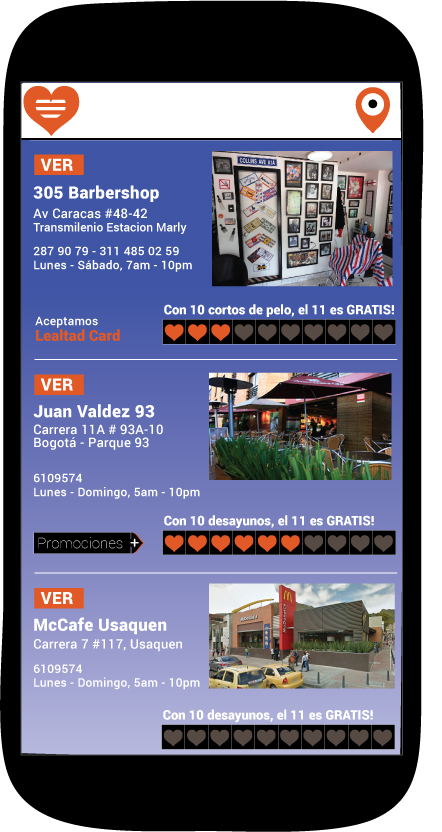 VER
305 Barbershop
COLLINS AVE A1A
Av Caracas #48-42
Transmilenio Estacion Marly
287 90 79 - 311 485 02 59
Lunes - Sábado, 7am - 10pm
Con 10 cortos de pelo, el 11 es GRATIS!
Aceptamos
Lealtad Card
VER
Juan Valdez 93
Carrera 11A # 93A-10
Bogotá - Parque 93
6109574
Lunes - Domingo, 5am - 10pm
Con 10 desayunos, el 11 es GRATIS!
Promociones +
VER
McCafe Usaquen
Carrera 7 #117, Usaquen
6109574
Lunes - Domingo, 5am - 10pm
Con 10 desayunos, el 11 es GRATIS!